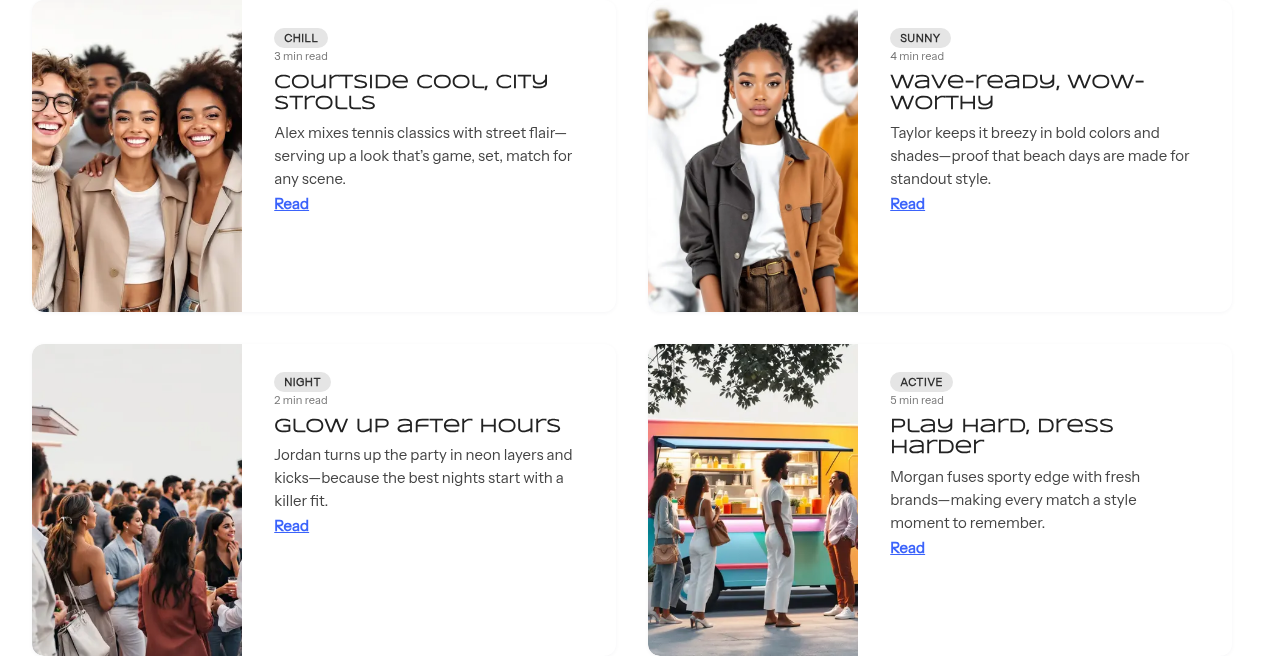 CHILL
3 min read
Courtside Cool, City
Strolls
Alex mixes tennis classics with street flair—
serving up a look that's game, set, match for
any scene.
Read
SUNNY
4 min read
Wave-Ready, Wow-
Worthy
Taylor keeps it breezy in bold colors and
shades—proof that beach days are made for
standout style.
Read
NIGHT
2 min read
Glow Up After Hours
Jordan turns up the party in neon layers and
kicks—because the best nights start with a
killer fit.
Read
ACTIVE
5 min read
Play Hard, Dress
Harder
Morgan fuses sporty edge with fresh
brands—making every match a style
moment to remember.
Read